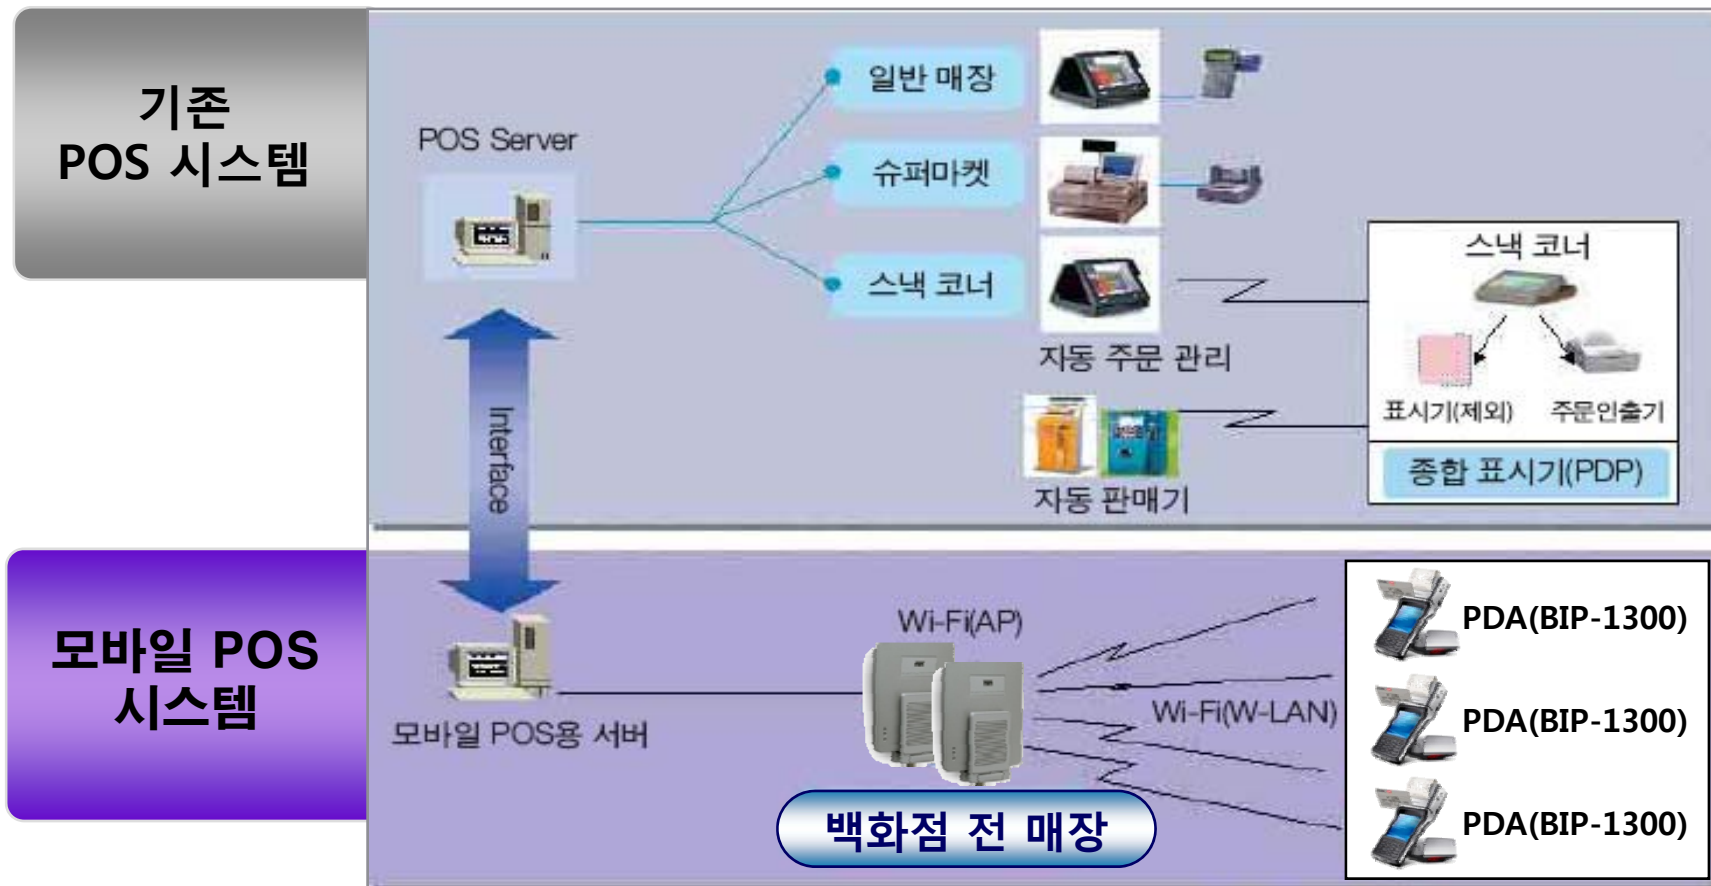 기존
POS 시스템
POS Server
일반 매장
슈퍼마켓
스낵 코너
자동 주문 관리
자동 판매기
스낵 코너
표시기(제외) 주문인출기
종합 표시기(PDP)
Interface
모바일 POS
시스템
모바일 POS용 서버
Wi-Fi(AP)
Wi-Fi(W-LAN)
백화점 전 매장
PDA(BIP-1300)
PDA(BIP-1300)
PDA(BIP-1300)